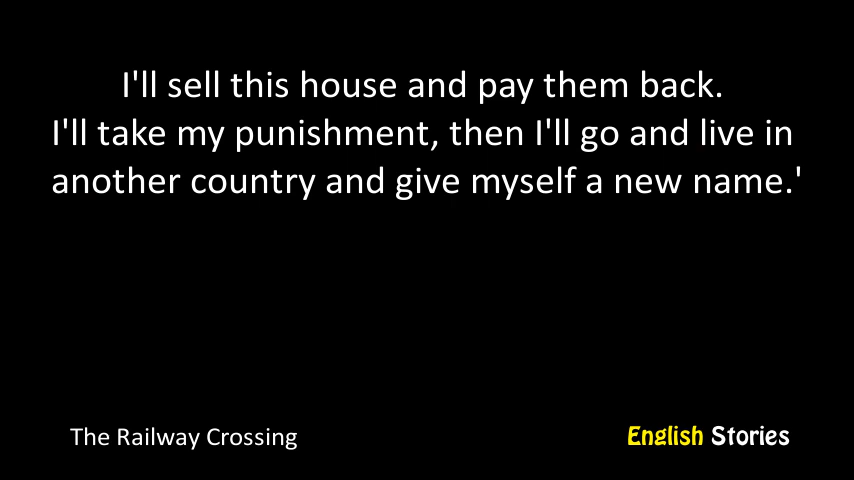 I'll sell this house and pay them back.
I'll take my punishment, then I'll go and live in
another country and give myself a new name.'
The Railway Crossing
English Stories